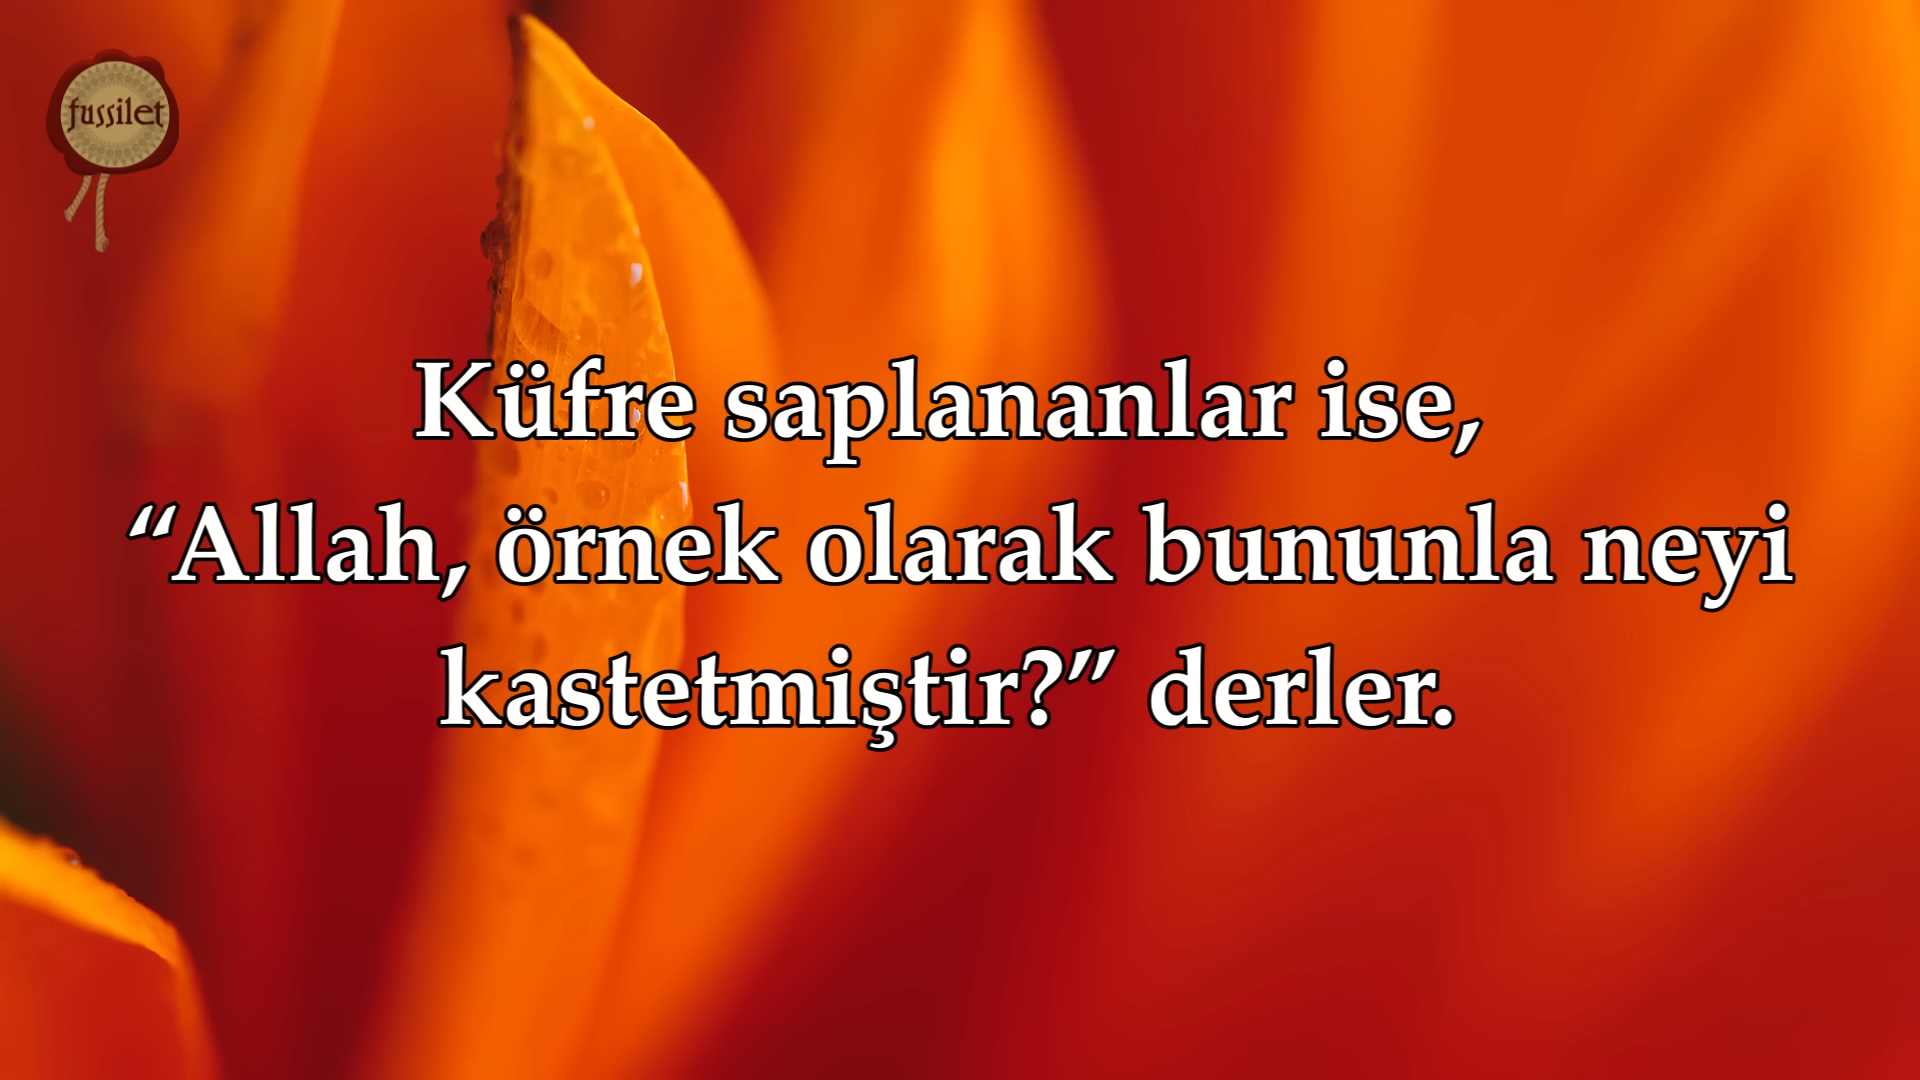 fussilet
Küfre saplananlar ise,
“Allah, örnek olarak bununla neyi
kastetmiştir?” derler.